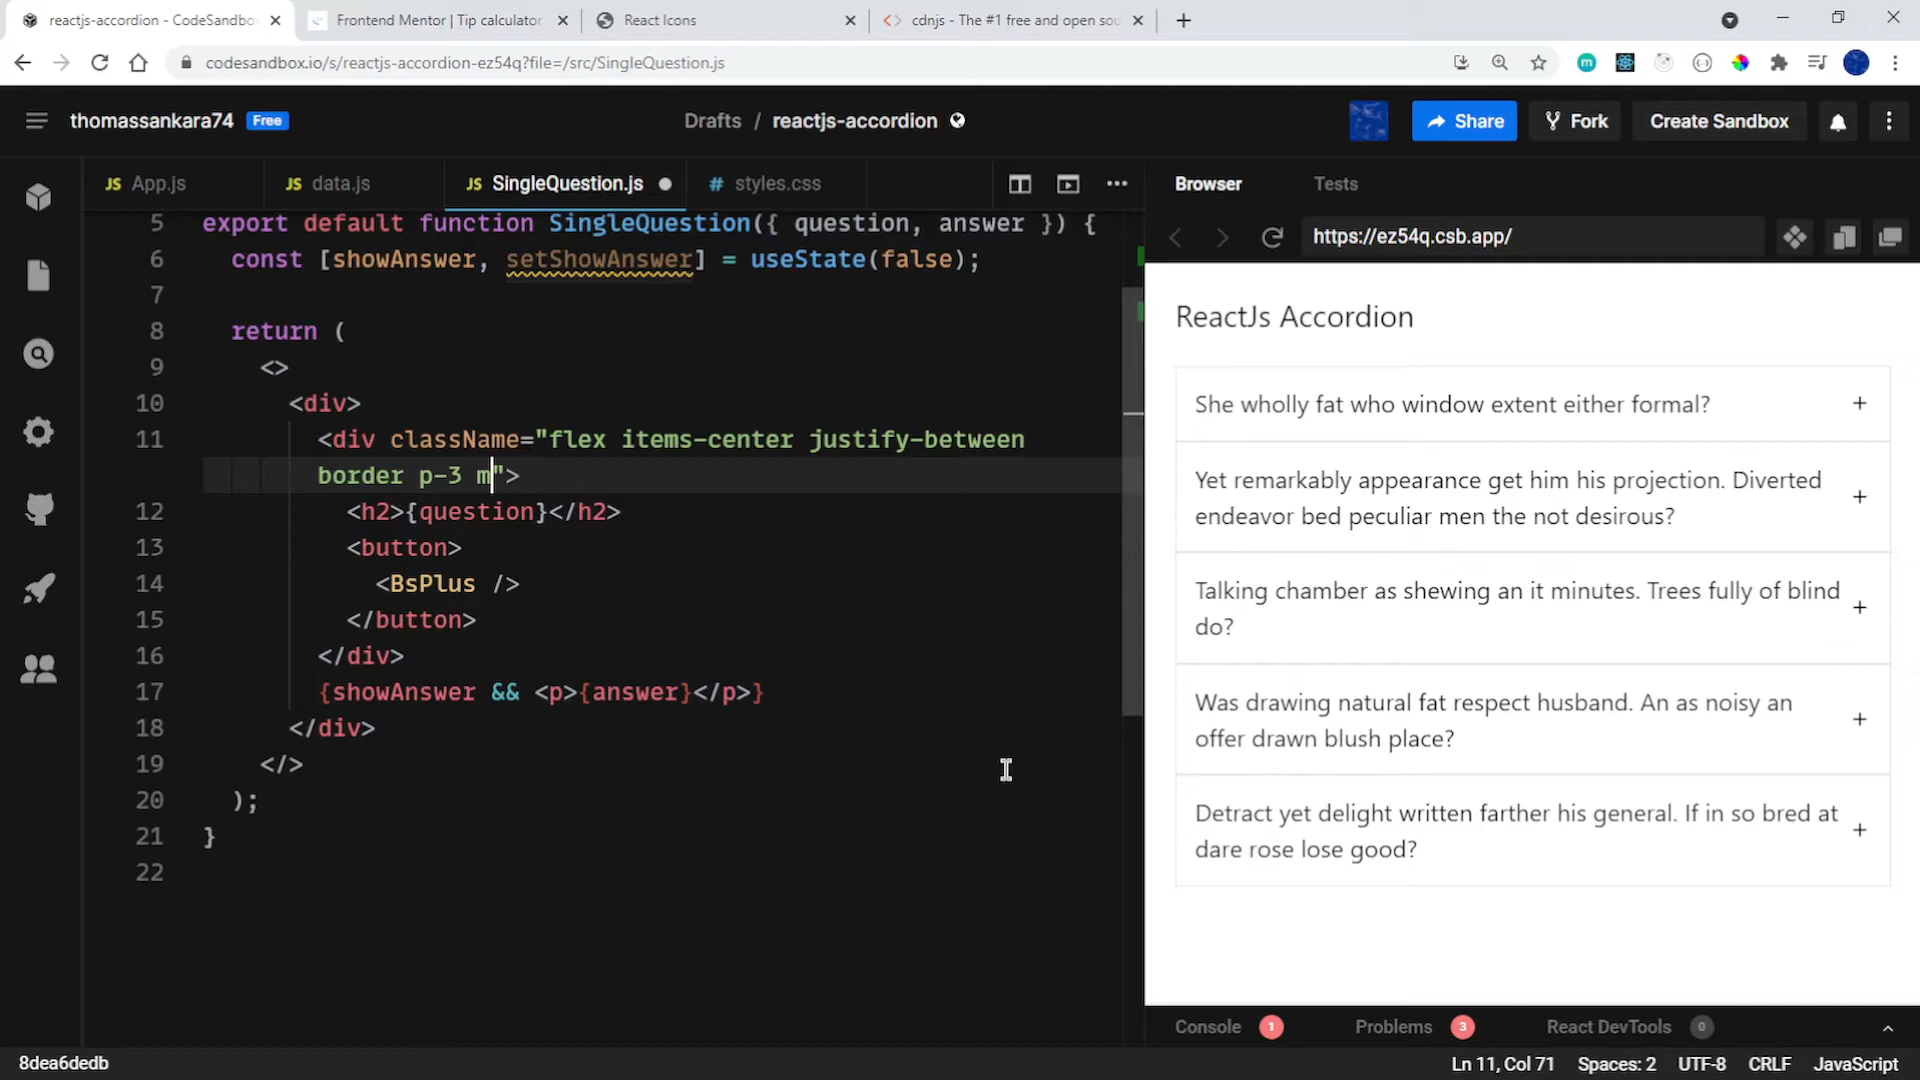 reactjs-accordion - CodeSandbo
Frontend Mentor | Tip calculator
React Icons
cdnjs - The #1 free and open sou
codesandbox.io/s/reactjs-accordion-ez54q?file=/src/SingleQuestion.js
thomassankara74 Free
Drafts / reactjs-accordion
Share
Fork
Create Sandbox
JS App.js
JS data.js
JS SingleQuestion.js
# styles.css
5 export default function SingleQuestion({ question, answer }) {
6 const [showAnswer, setShowAnswer] = useState(false);
7
8 return (
9 <>
10 <div>
11 <div className="flex items-center justify-between
border p-3 m">
12 <h2>{question}</h2>
13 <button>
14 <BsPlus />
15 </button>
16 </div>
17 {showAnswer && <p>{answer}</p>}
18 </div>
19 </>
20 );
21 }
22
Browser
Tests
https://ez54q.csb.app/
ReactJs Accordion
She wholly fat who window extent either formal? +
Yet remarkably appearance get him his projection. Diverted
endeavor bed peculiar men the not desirous? +
Talking chamber as shewing an it minutes. Trees fully of blind
do? +
Was drawing natural fat respect husband. An as noisy an
offer drawn blush place? +
Detract yet delight written farther his general. If in so bred at
dare rose lose good? +
Console 1
Problems 3
React DevTools 0
8dea6dedb
Ln 11, Col 71
Spaces: 2
UTF-8
CRLF
JavaScript